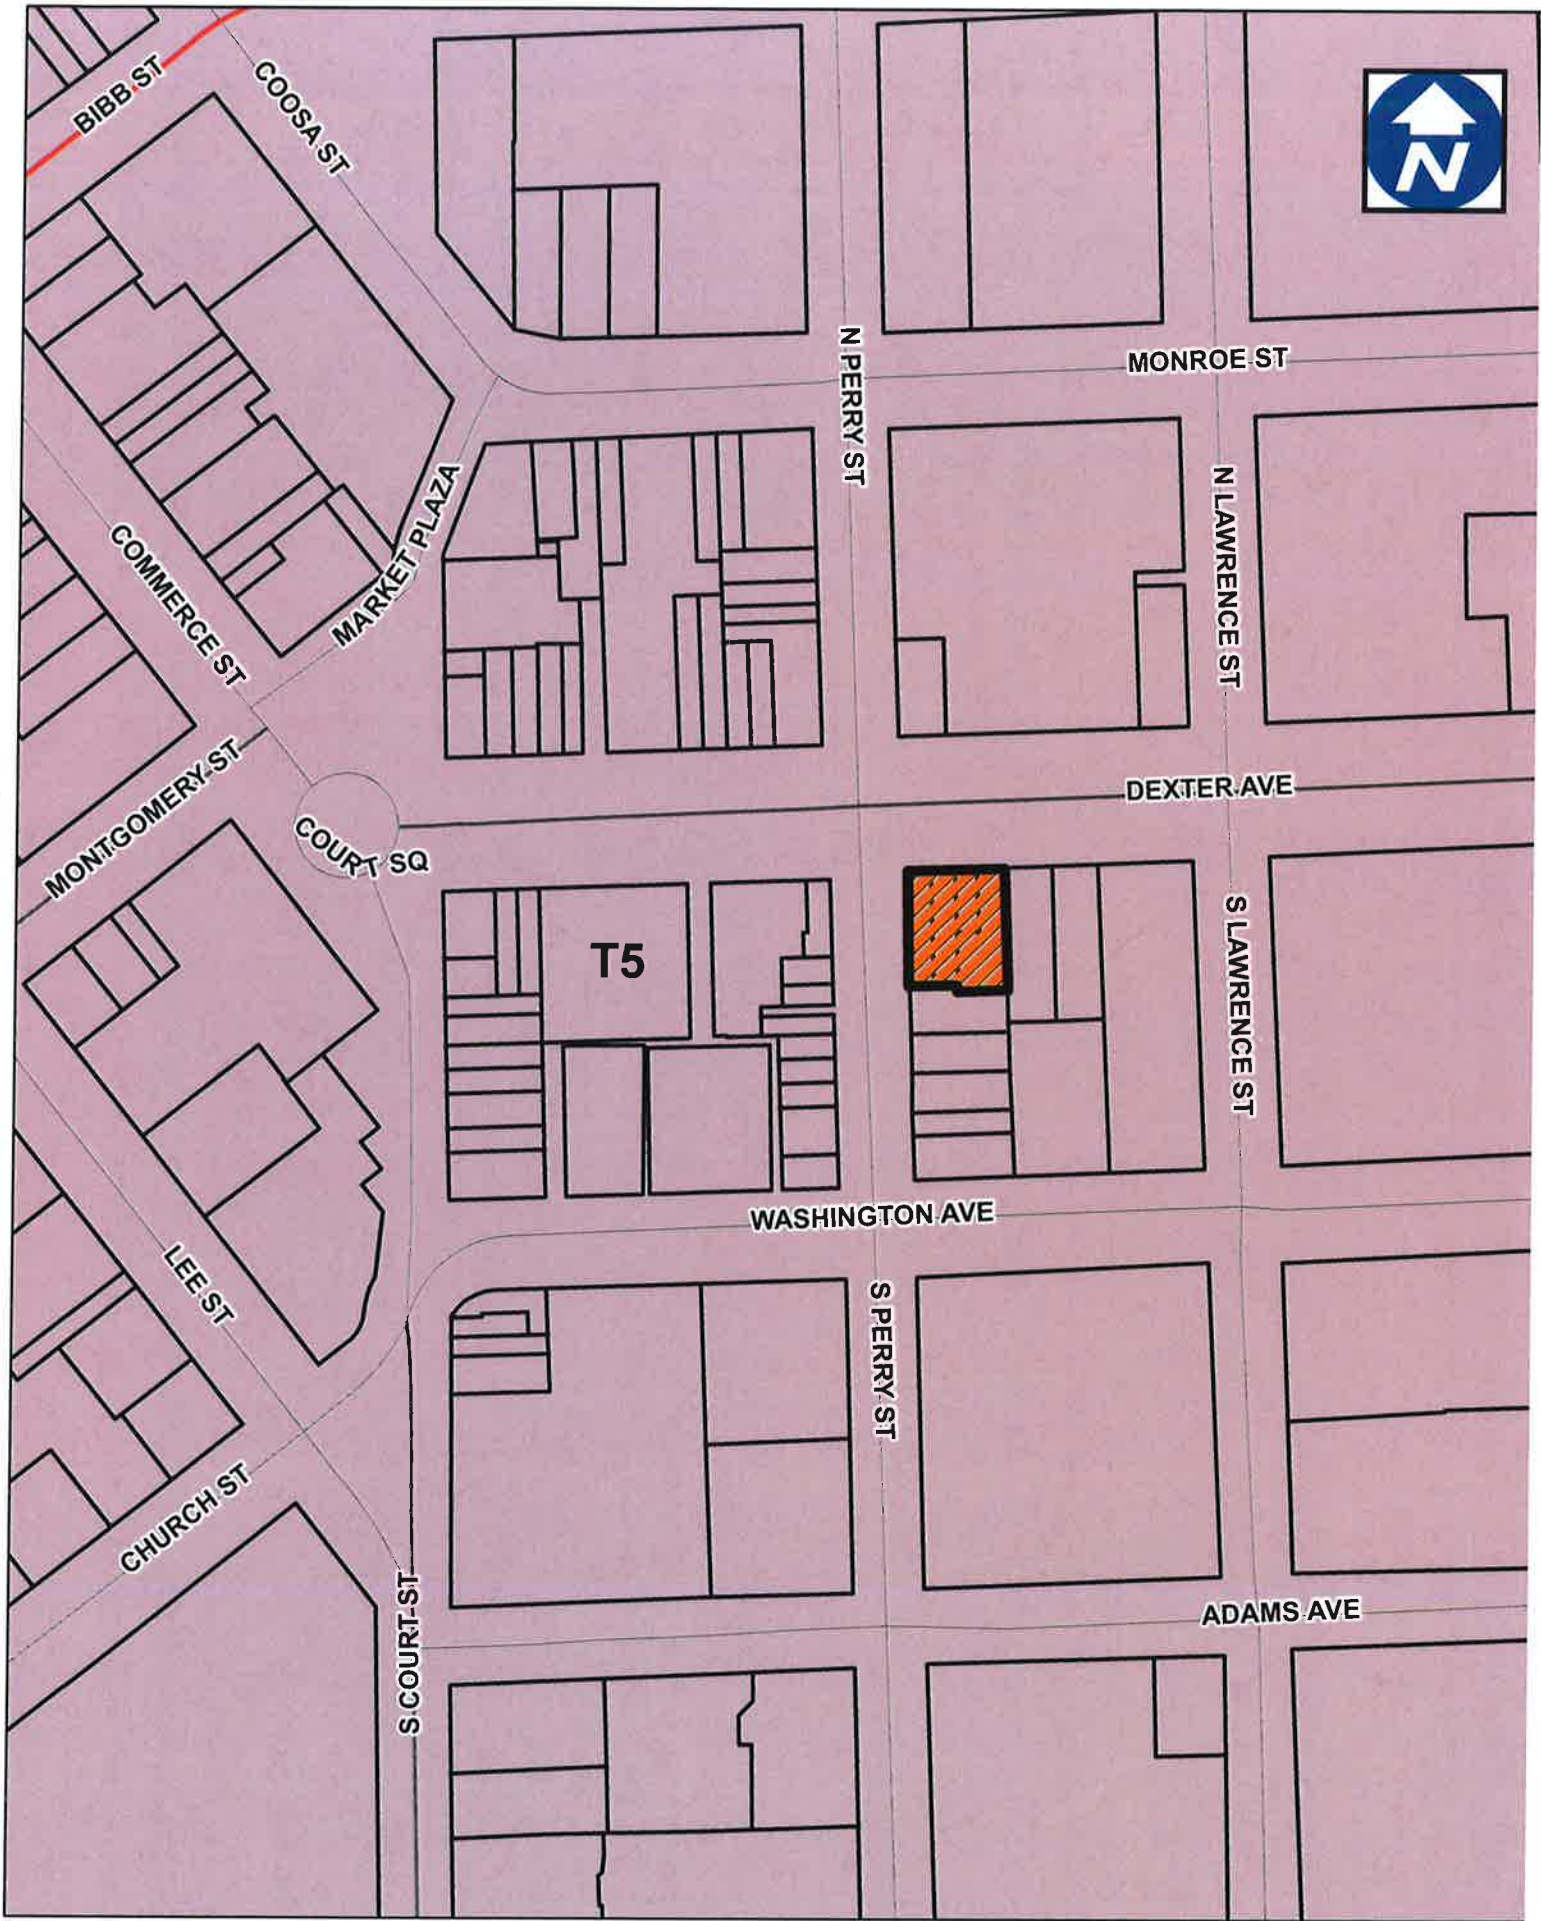 BIBB ST
COOSA ST
N
N PERRY ST
MONROE ST
MARKET PLAZA
N LAWRENCE ST
COMMERCE ST
MONTGOMERY ST
DEXTER AVE
COURT SQ
T5
S LAWRENCE ST
WASHINGTON AVE
LEE ST
S PERRY ST
CHURCH ST
S COURT ST
ADAMS AVE